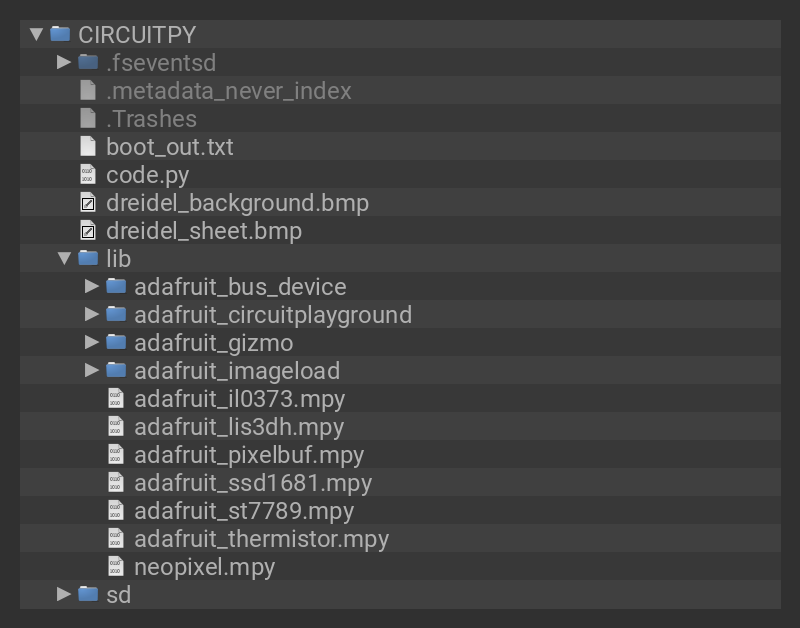 CIRCUITPY
.fseventsd
.metadata_never_index
.Trashes
boot_out.txt
code.py
dreidel_background.bmp
dreidel_sheet.bmp
lib
adafruit_bus_device
adafruit_circuitplayground
adafruit_gizmo
adafruit_imageload
adafruit_il0373.mpy
adafruit_lis3dh.mpy
adafruit_pixelbuf.mpy
adafruit_ssd1681.mpy
adafruit_st7789.mpy
adafruit_thermistor.mpy
neopixel.mpy
sd